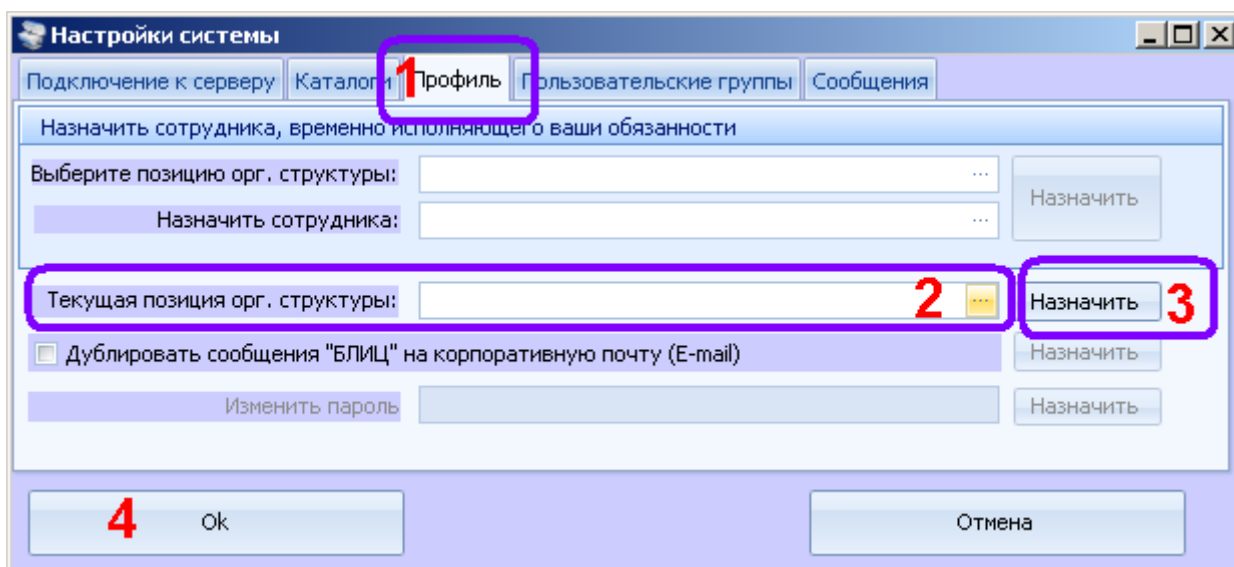 Настройки системы
Подключение к серверу Каталоги 1 Профиль Пользовательские группы Сообщения
Назначить сотрудника, временно исполняющего ваши обязанности
Выберите позицию орг. структуры: ...
Назначить
Назначить сотрудника: ...
Текущая позиция орг. структуры: 2 ... Назначить 3
Дублировать сообщения "БЛИЦ" на корпоративную почту (E-mail) Назначить
Изменить пароль Назначить
4 Ok Отмена